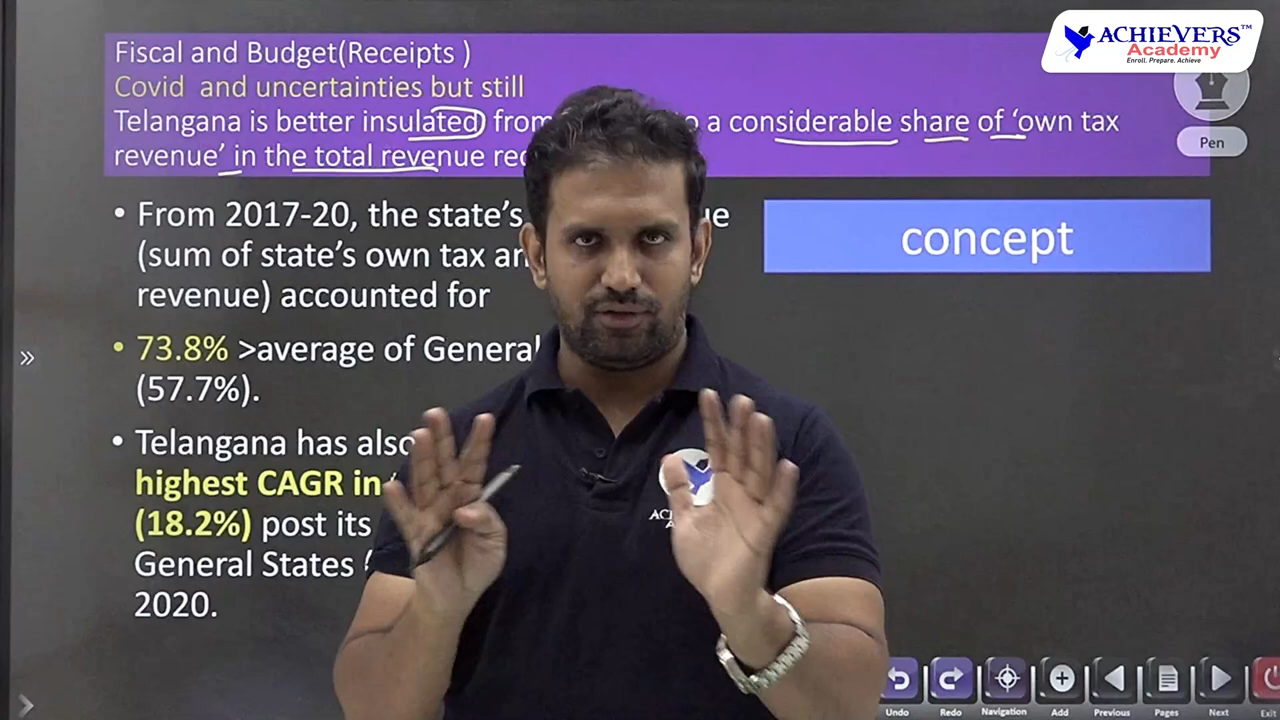 ACHIEVERS™
Academy
Enroll. Prepare. Achieve
Fiscal and Budget(Receipts )
Covid and uncertainties but still
Telangana is better insulated from a considerable share of ‘own tax
revenue’ in the total revenue
Pen
• From 2017-20, the state’s
(sum of state’s own tax
revenue) accounted for
concept
• 73.8% >average of General
(57.7%).
• Telangana has also
highest CAGR in
(18.2%) post its
General States
2020.
Undo
Redo
Navigation
Add
Previous
Pages
Next
Exit